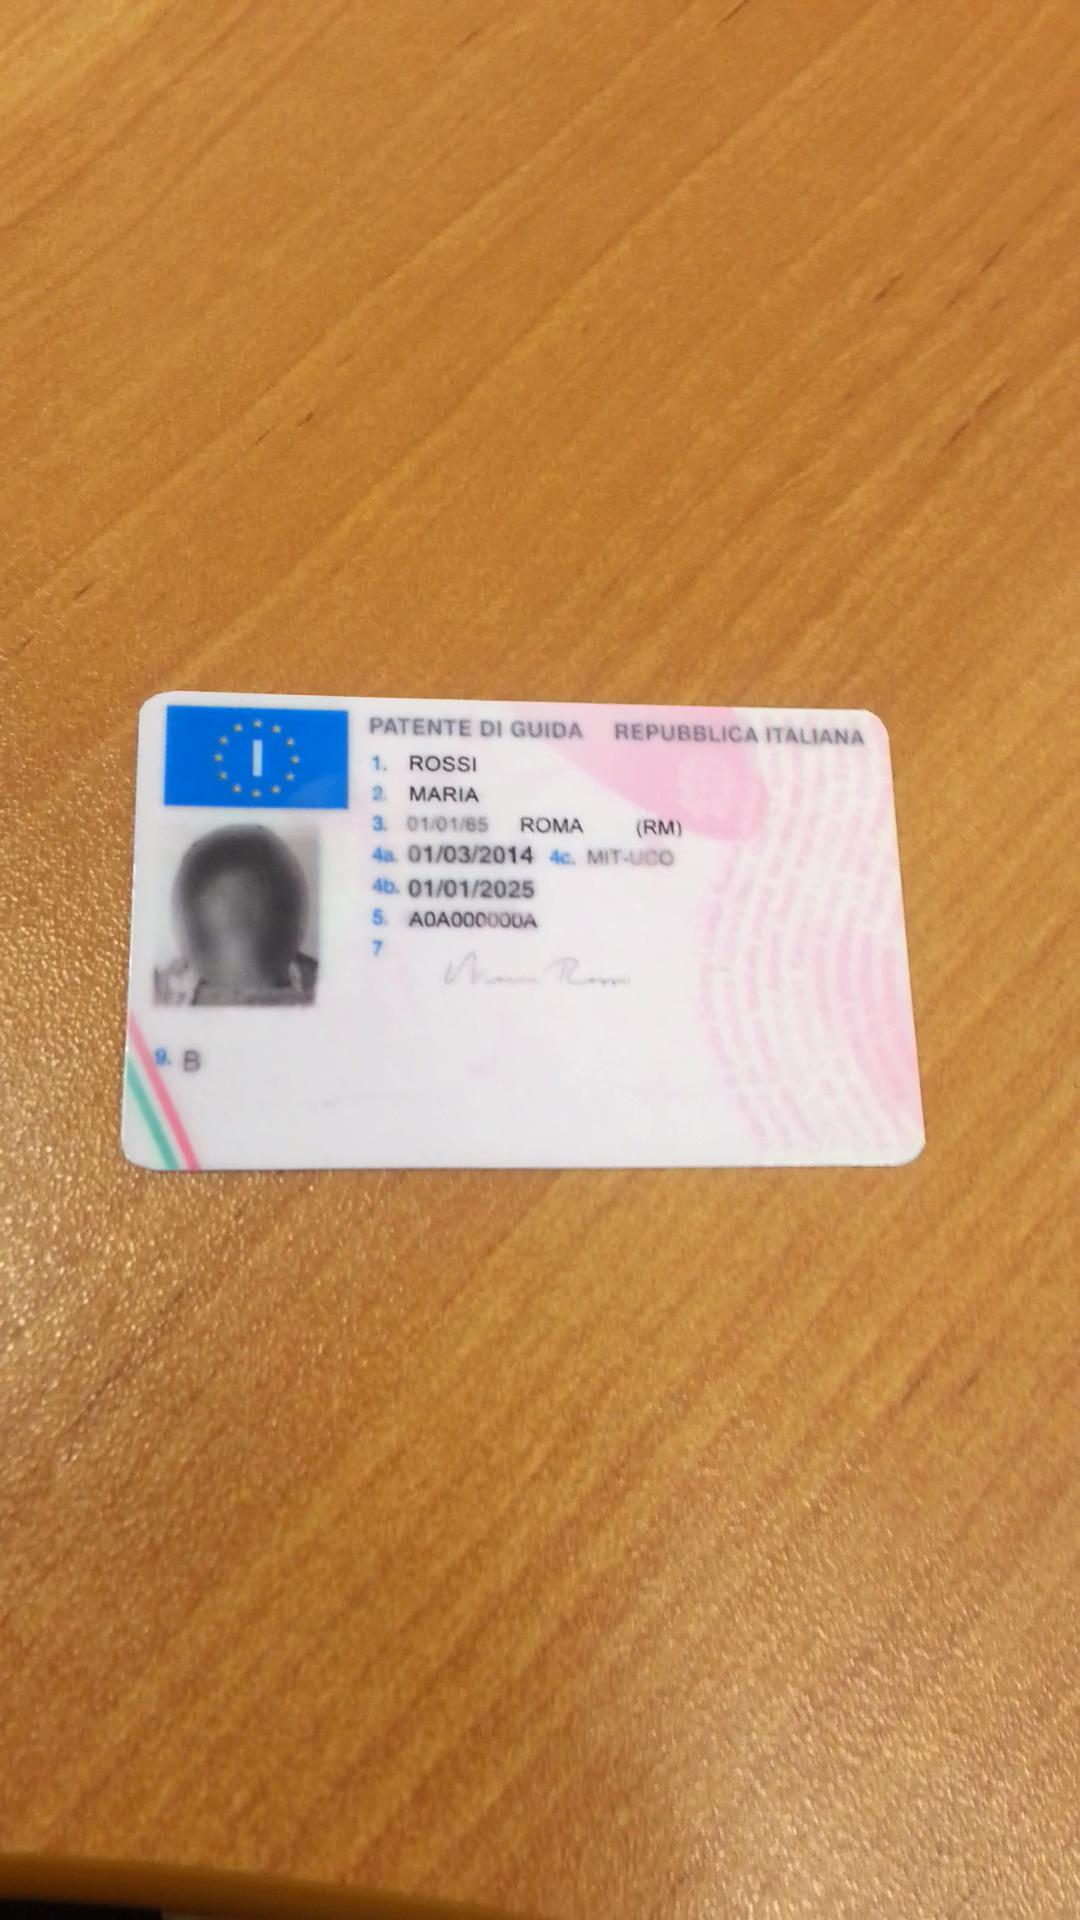 I
PATENTE DI GUIDA REPUBBLICA ITALIANA
1. ROSSI
2. MARIA
3. 01/01/65 ROMA (RM)
4a. 01/03/2014 4c. MIT-UCO
4b. 01/01/2025
5. A0A000000A
7
Maria Rossi
9. B